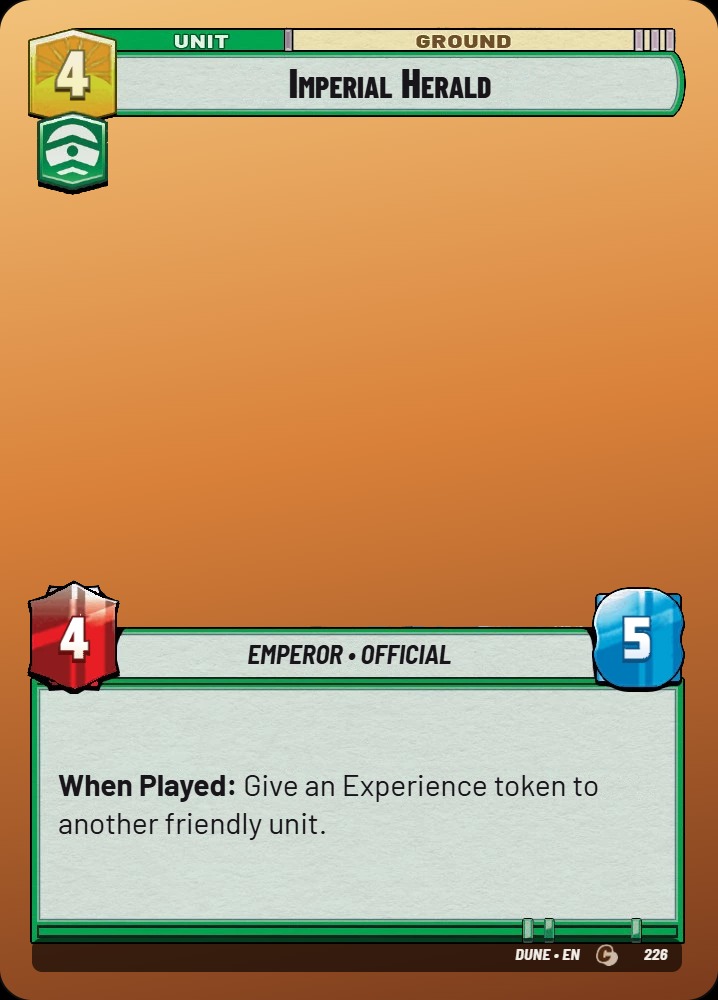 UNIT
GROUND
4
Imperial Herald
4
EMPEROR • OFFICIAL
5
When Played: Give an Experience token to
another friendly unit.
DUNE • EN
C
226